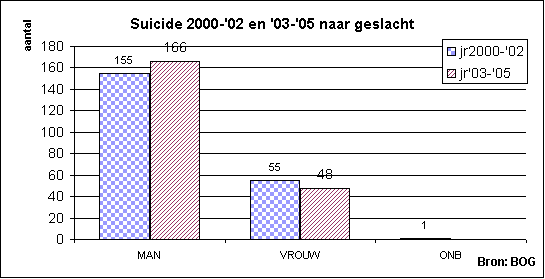 Suicide 2000-'02 en '03-'05 naar geslacht
aantal
jr2000-'02
jr'03-'05
180
160
140
120
100
80
60
40
20
0
155
166
55
48
1
MAN
VROUW
ONB
Bron: BOG